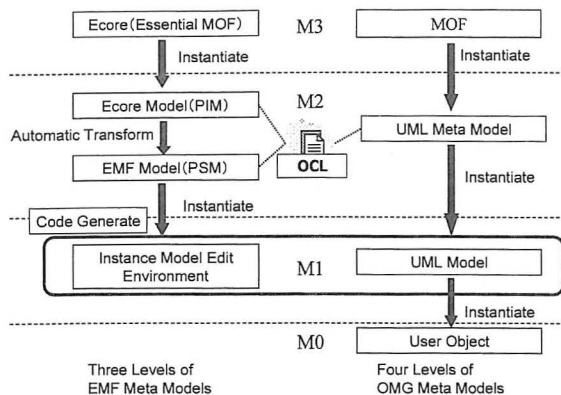 Ecore(Essential MOF)
M3
MOF
Instantiate
Instantiate
Ecore Model(PIM)
M2
Automatic Transform
OCL
UML Meta Model
EMF Model(PSM)
Instantiate
Instantiate
Code Generate
Instance Model Edit
Environment
M1
UML Model
Instantiate
M0
User Object
Three Levels of
EMF Meta Models
Four Levels of
OMG Meta Models